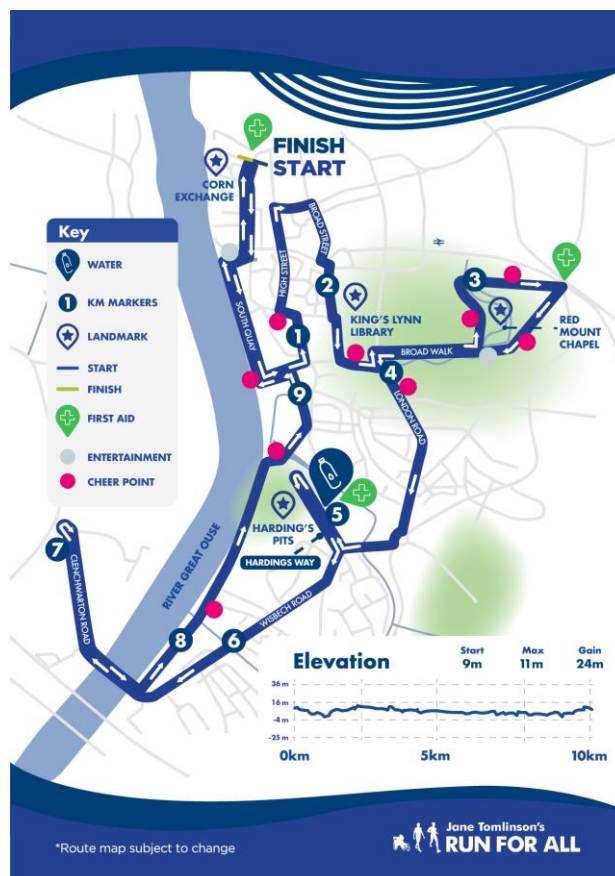 FINISH
START
CORN
EXCHANGE
Key
WATER
1
KM MARKERS
LANDMARK
START
FINISH
FIRST AID
ENTERTAINMENT
CHEER POINT
BROAD STREET
HIGH STREET
SOUTH QUAY
1
2
3
KING'S LYNN
LIBRARY
RED
MOUNT
CHAPEL
BROAD WALK
4
LONDON ROAD
9
5
HARDING'S
PITS
HARDINGS WAY
RIVER GREAT OUSE
7
CLENCHWARTON ROAD
8
6
WISBECH ROAD
Elevation
Start
9m
Max
11m
Gain
24m
36m
16m
-4m
-25m
0km
5km
10km
*Route map subject to change
Jane Tomlinson's
RUN FOR ALL